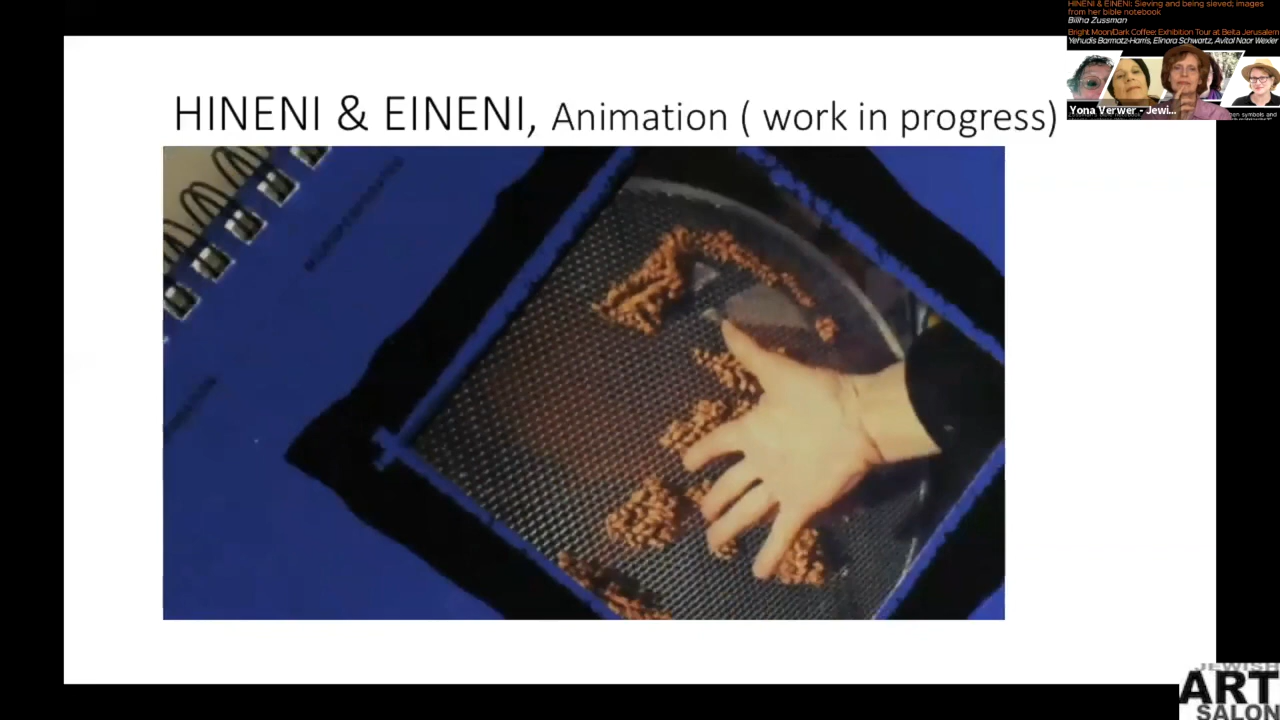 HINENI & EINENI: Sieving and being sieved; images
from her bible notebook
Bilha Zussman
Bright Moon/Dark Coffee: Exhibition Tour at Beita Jerusalem
Yehudis Barmatz-Harris, Elinora Schwartz, Avital Naor Wexler
Yona Verwer - Jewi...
HINENI & EINENI, Animation ( work in progress)
JEWISH
ART
SALON